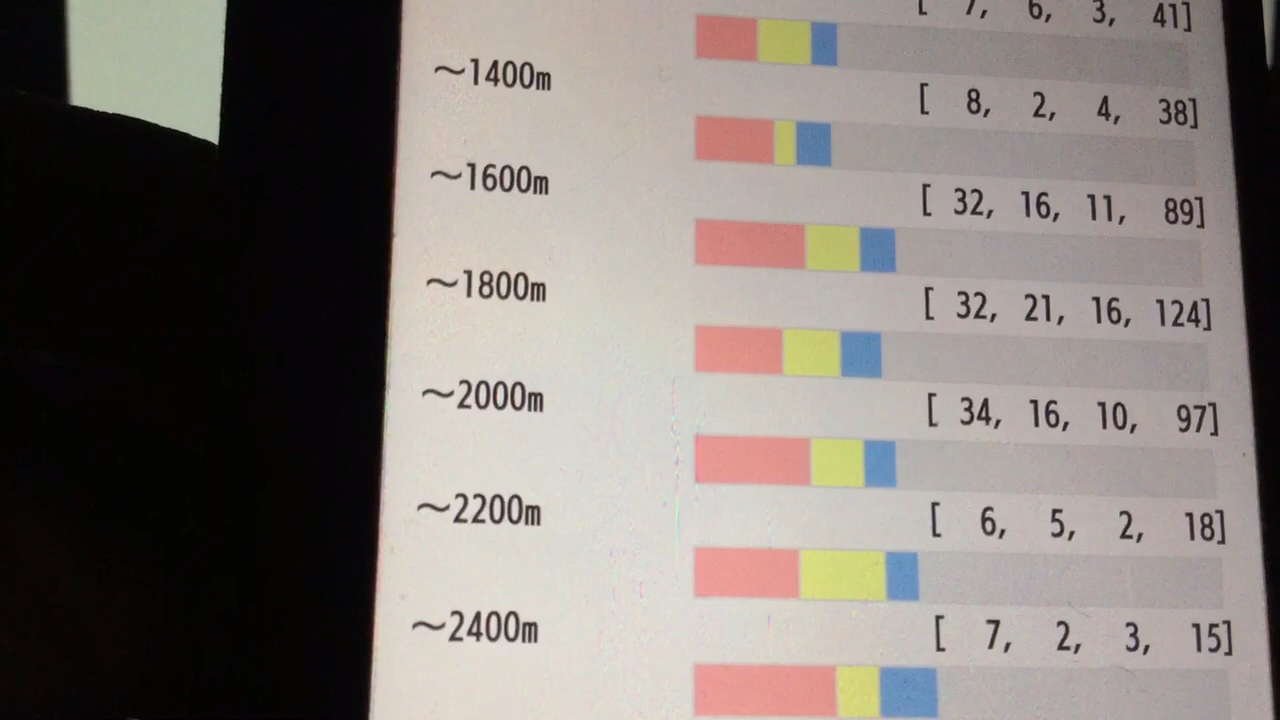 [ 7, 6, 3, 41]
~1400m [ 8, 2, 4, 38]
~1600m [ 32, 16, 11, 89]
~1800m [ 32, 21, 16, 124]
~2000m [ 34, 16, 10, 97]
~2200m [ 6, 5, 2, 18]
~2400m [ 7, 2, 3, 15]